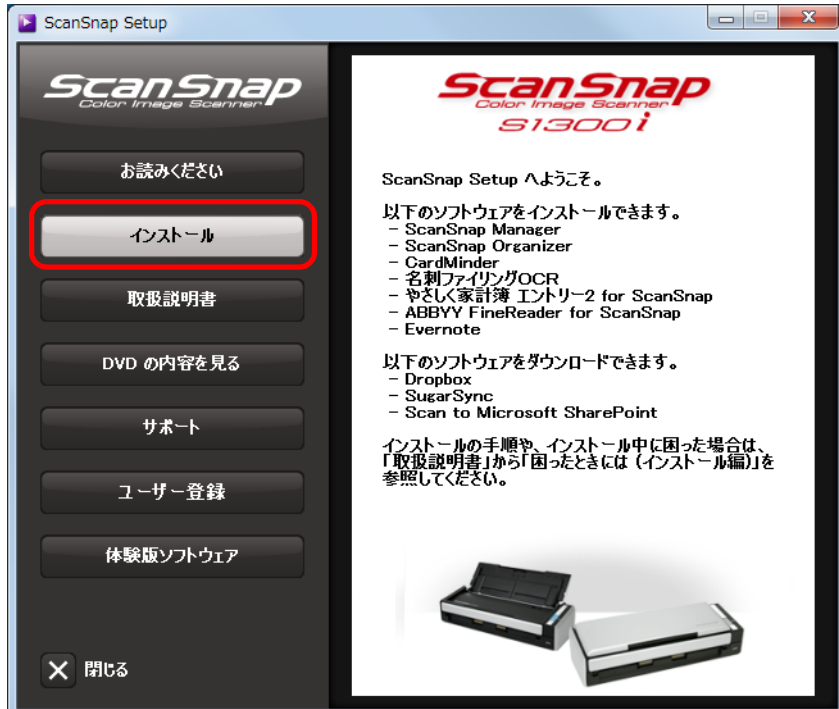 ScanSnap Setup
ScanSnap
Color Image Scanner
お読みください
インストール
取扱説明書
DVD の内容を見る
サポート
ユーザー登録
体験版ソフトウェア
閉じる
ScanSnap
Color Image Scanner
S1300i
ScanSnap Setup へようこそ。
以下のソフトウェアをインストールできます。
- ScanSnap Manager
- ScanSnap Organizer
- CardMinder
- 名刺ファイリングOCR
- やさしく家計簿 エントリー2 for ScanSnap
- ABBYY FineReader for ScanSnap
- Evernote
以下のソフトウェアをダウンロードできます。
- Dropbox
- SugarSync
- Scan to Microsoft SharePoint
インストールの手順や、インストール中に困った場合は、
「取扱説明書」から「困ったときには (インストール編)」を
参照してください。